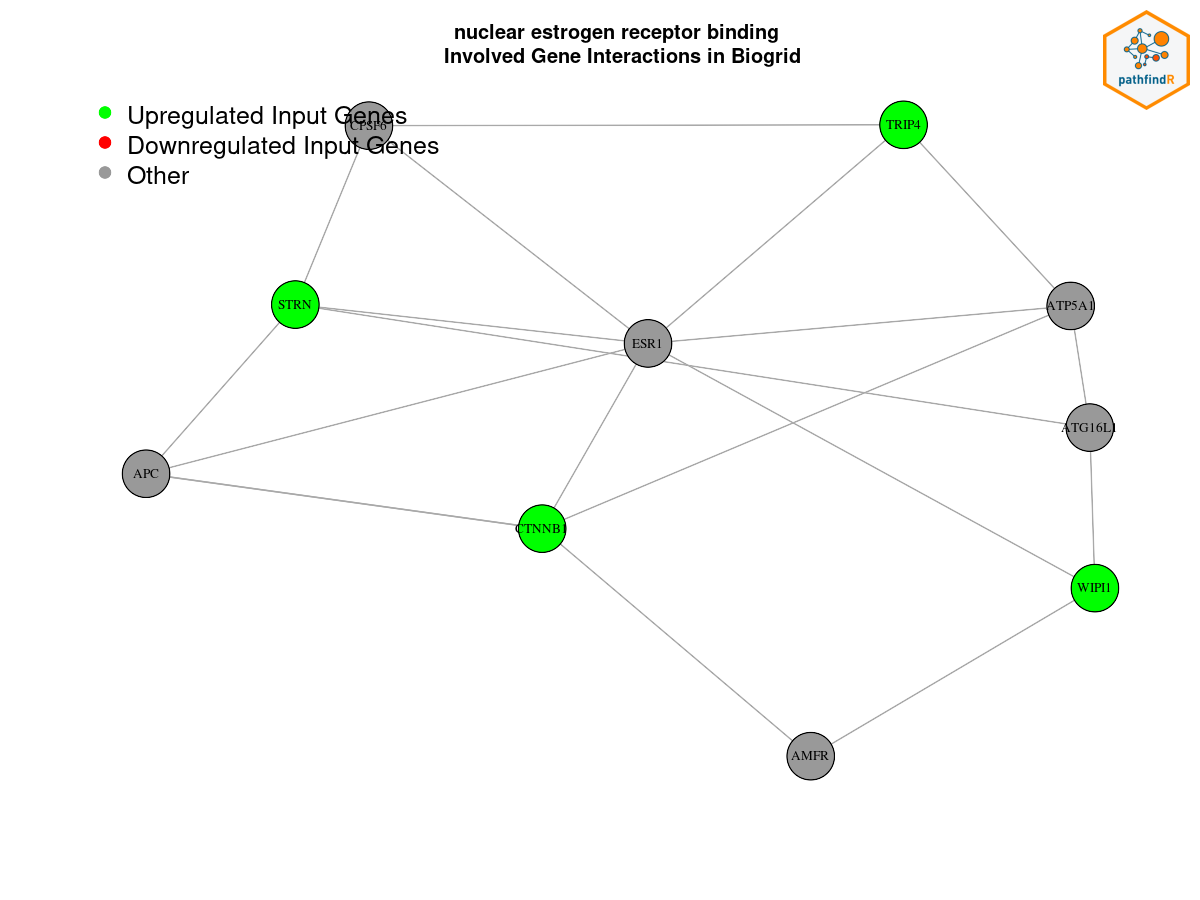 nuclear estrogen receptor binding
Involved Gene Interactions in Biogrid
pathfindR
Upregulated Input Genes
Downregulated Input Genes
Other
CPSF6
TRIP4
STRN
ATP5A1
ESR1
ATG16L1
APC
CTNNB1
WIPI1
AMFR